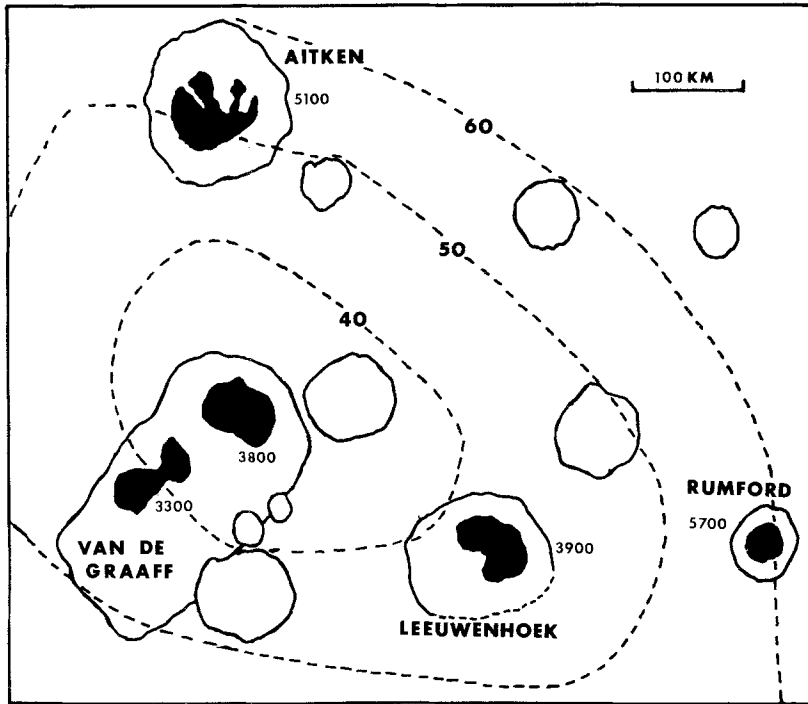 AITKEN
100 KM
5100
60
50
40
3800
RUMFORD
3300
5700
VAN DE
GRAAFF
3900
LEEUWENHOEK